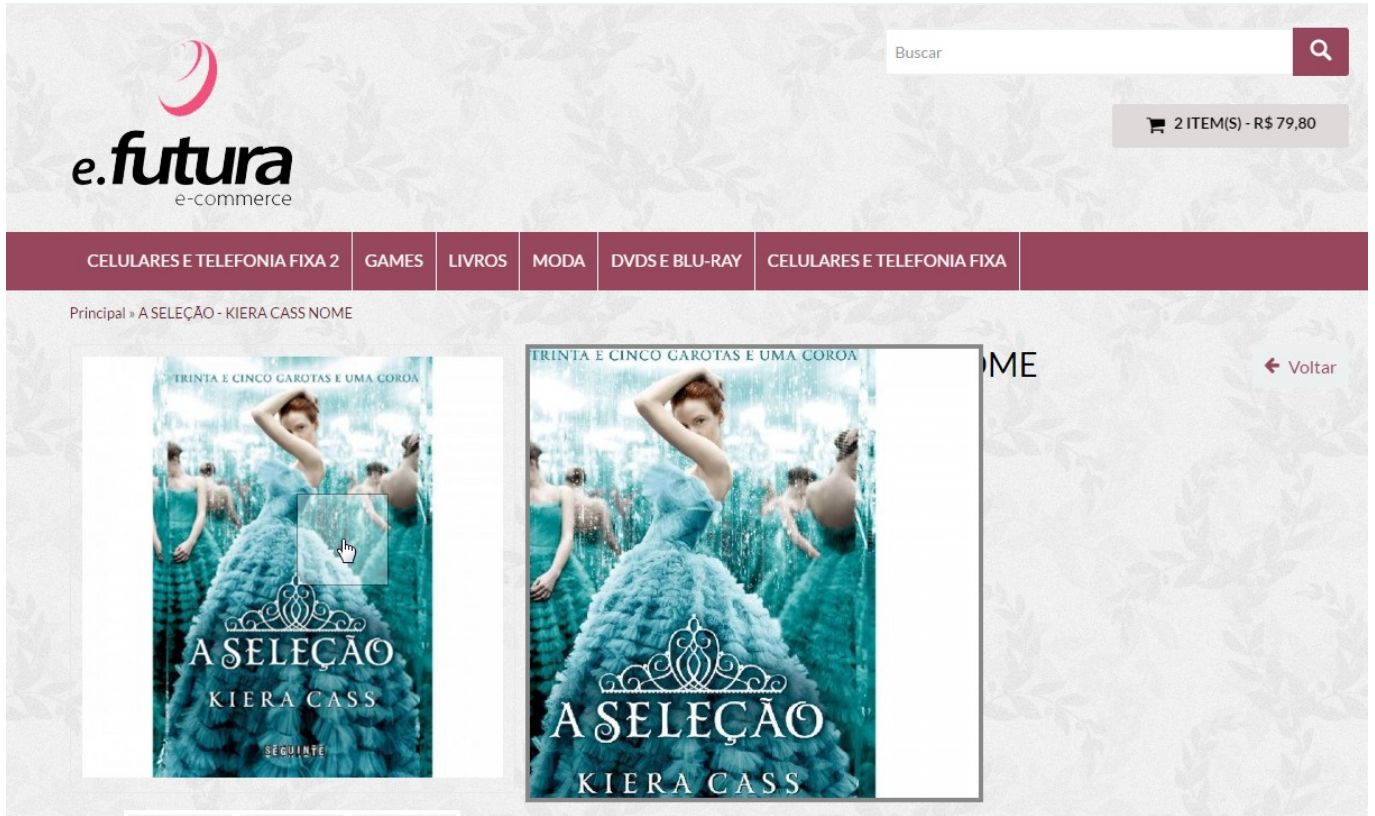 Buscar
2 ITEM(S) - R$ 79,80
e.futura
e-commerce
CELULARES E TELEFONIA FIXA 2
GAMES
LIVROS
MODA
DVDS E BLU-RAY
CELULARES E TELEFONIA FIXA
Principal » A SELEÇÃO - KIERA CASS NOME
TRINTA E CINCO GAROTAS E UMA COROA
A SELEÇÃO
KIERA CASS
SEGUINTE
TRINTA E CINCO GAROTAS E UMA COROA
A SELEÇÃO
KIERA CASS
OME
Voltar